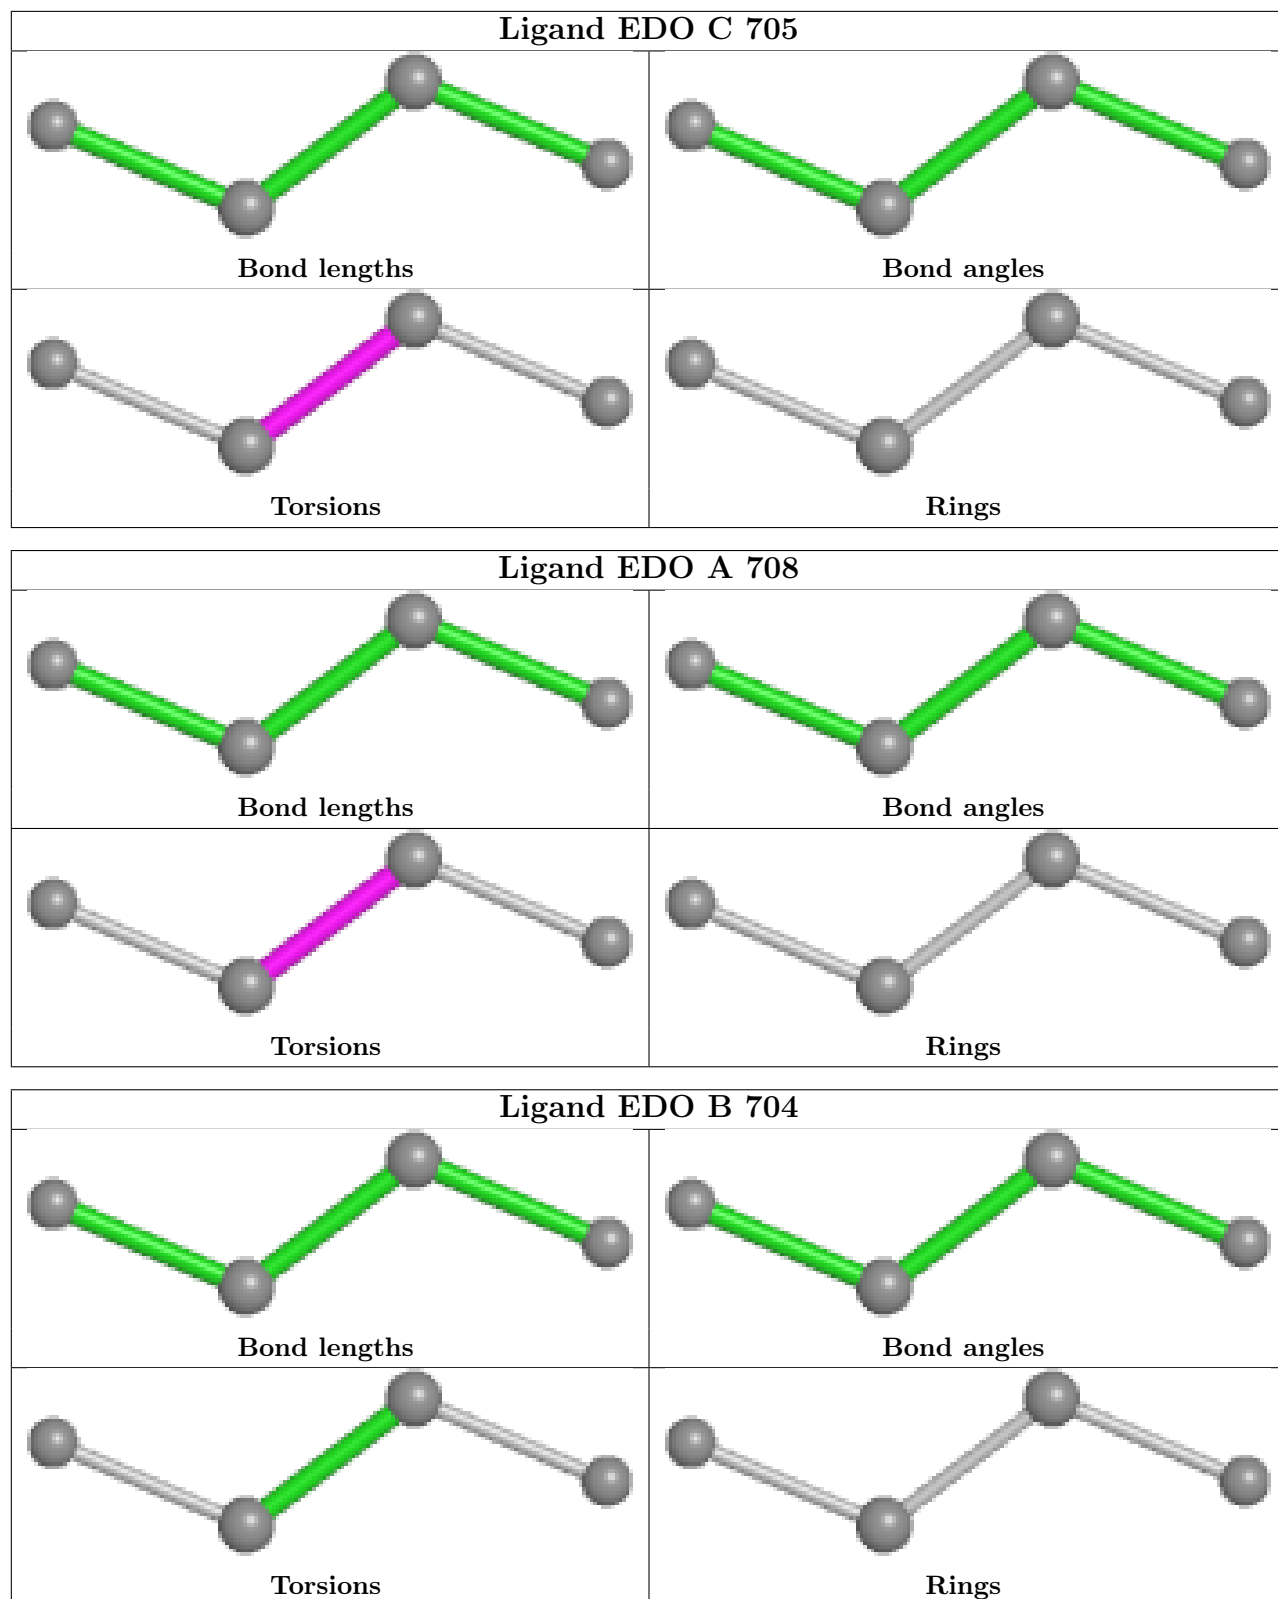 Ligand EDO C 705
Bond lengths
Bond angles
Torsions
Rings
Ligand EDO A 708
Bond lengths
Bond angles
Torsions
Rings
Ligand EDO B 704
Bond lengths
Bond angles
Torsions
Rings